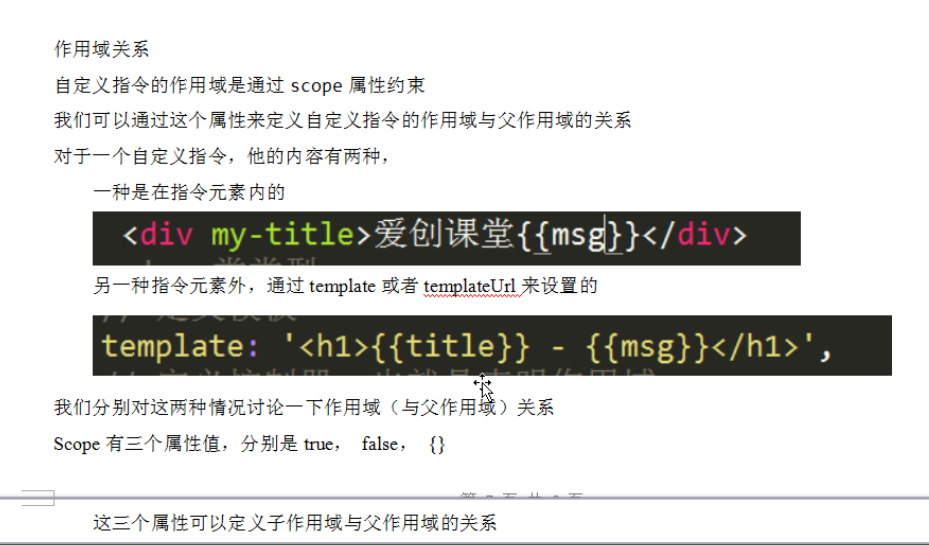 作用域关系
自定义指令的作用域是通过 scope 属性约束
我们可以通过这个属性来定义自定义指令的作用域与父作用域的关系
对于一个自定义指令，他的内容有两种，
一种是在指令元素内的
<div my-title>爱创课堂{{msg}}</div>
另一种指令元素外，通过 template 或者 templateUrl 来设置的
template: '<h1>{{title}} - {{msg}}</h1>',
我们分别对这两种情况讨论一下作用域（与父作用域）关系
Scope 有三个属性值，分别是 true， false， {}
这三个属性可以定义子作用域与父作用域的关系